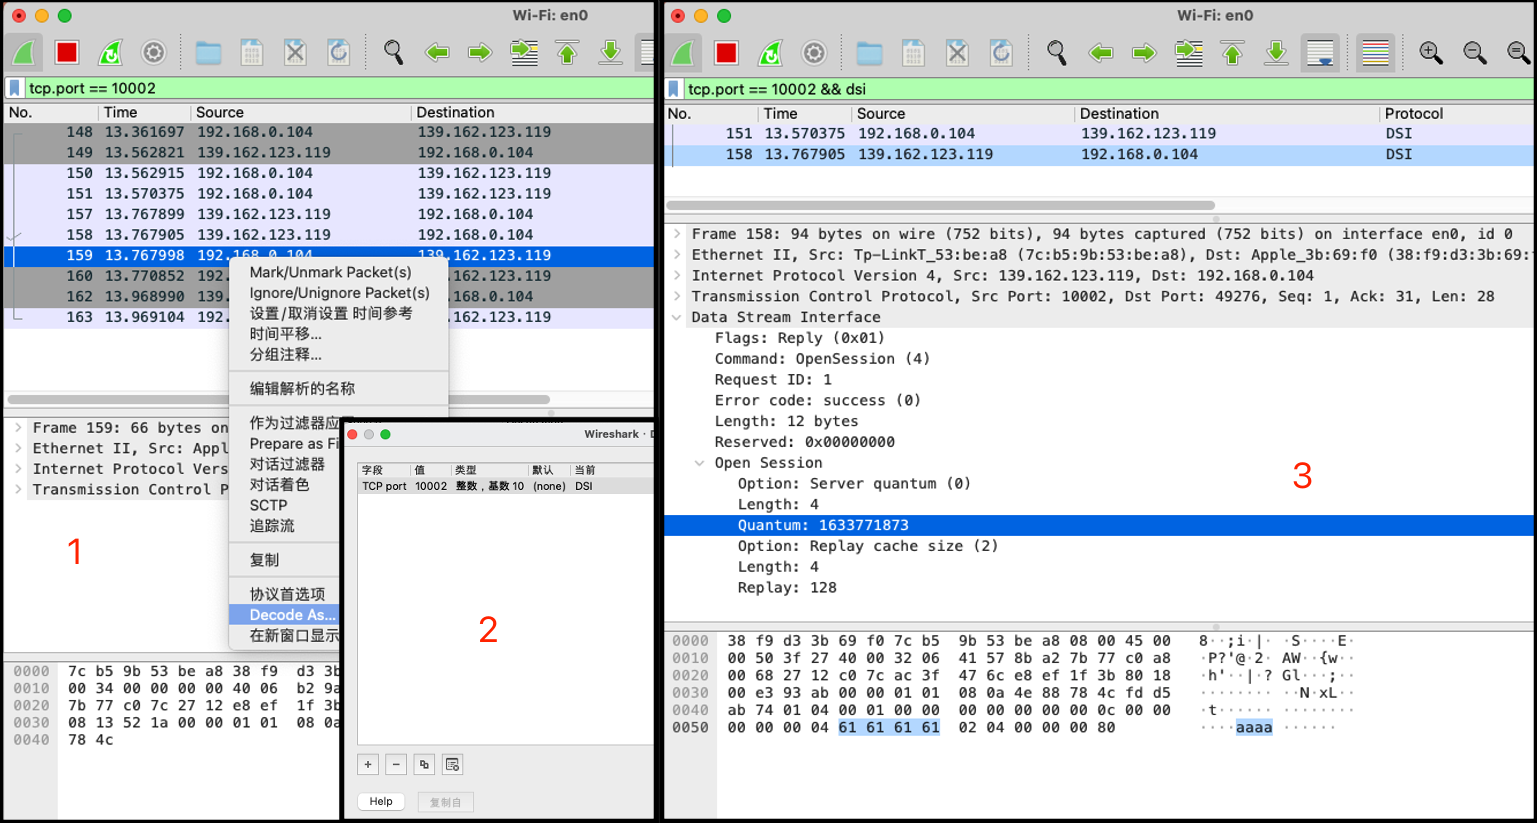 Wi-Fi: en0
tcp.port == 10002
No. Time Source Destination
148 13.361697 192.168.0.104 139.162.123.119
149 13.562821 139.162.123.119 192.168.0.104
150 13.562915 192.168.0.104 139.162.123.119
151 13.570375 192.168.0.104 139.162.123.119
157 13.767899 139.162.123.119 192.168.0.104
158 13.767905 139.162.123.119 192.168.0.104
159 13.767998 192.168.0.104 139.162.123.119
160 13.770852 192. 139.162.123.119
162 13.968990 139. 192.168.0.104
163 13.969104 192. 139.162.123.119
Mark/Unmark Packet(s)
Ignore/Unignore Packet(s)
设置/取消设置 时间参考
时间平移...
分组注释...
编辑解析的名称
作为过滤器应
Prepare as Fi
对话过滤器
对话着色
SCTP
追踪流
复制
协议首选项
Decode As...
在新窗口显示
Frame 159: 66 bytes on
Ethernet II, Src: Appl
Internet Protocol Vers
Transmission Control P
1
0000 7c b5 9b 53 be a8 38 f9 d3 3b
0010 00 34 00 00 00 00 40 06 b2 9a
0020 7b 77 c0 7c 27 12 e8 ef 1f 3b
0030 08 13 52 1a 00 00 01 01 08 0a
0040 78 4c
Wireshark · D
字段 值 类型 默认 当前
TCP port 10002 整数，基数 10 (none) DSI
2
Help 复制自
Wi-Fi: en0
tcp.port == 10002 && dsi
No. Time Source Destination Protocol
151 13.570375 192.168.0.104 139.162.123.119 DSI
158 13.767905 139.162.123.119 192.168.0.104 DSI
Frame 158: 94 bytes on wire (752 bits), 94 bytes captured (752 bits) on interface en0, id 0
Ethernet II, Src: Tp-LinkT_53:be:a8 (7c:b5:9b:53:be:a8), Dst: Apple_3b:69:f0 (38:f9:d3:3b:69:
Internet Protocol Version 4, Src: 139.162.123.119, Dst: 192.168.0.104
Transmission Control Protocol, Src Port: 10002, Dst Port: 49276, Seq: 1, Ack: 31, Len: 28
Data Stream Interface
Flags: Reply (0x01)
Command: OpenSession (4)
Request ID: 1
Error code: success (0)
Length: 12 bytes
Reserved: 0x00000000
Open Session
Option: Server quantum (0)
Length: 4
Quantum: 1633771873
Option: Replay cache size (2)
Length: 4
Replay: 128
3
0000 38 f9 d3 3b 69 f0 7c b5 9b 53 be a8 08 00 45 00 8··;i·|· ·S····E·
0010 00 50 3f 27 40 00 32 06 41 57 8b a2 7b 77 c0 a8 ·P?'@·2· AW··{w··
0020 00 68 27 12 c0 7c ac 3f 47 6c e8 ef 1f 3b 80 18 ·h'··|·? Gl···;··
0030 00 e3 93 ab 00 00 01 01 08 0a 4e 88 78 4c fd d5 ········ ··N·xL··
0040 ab 74 01 04 00 01 00 00 00 00 00 00 00 0c 00 00 ·t······ ········
0050 00 00 00 04 61 61 61 61 02 04 00 00 00 80 ····aaaa ······